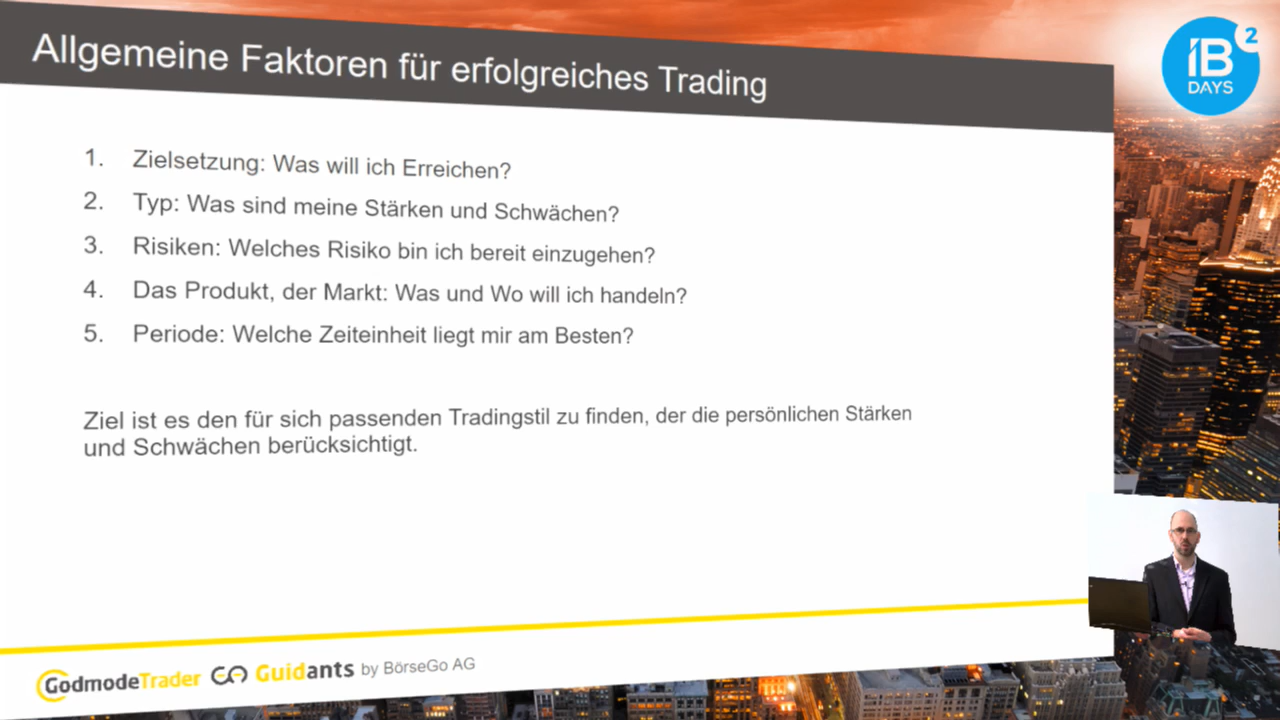 Allgemeine Faktoren für erfolgreiches Trading
IB 2
DAYS
1. Zielsetzung: Was will ich Erreichen?
2. Typ: Was sind meine Stärken und Schwächen?
3. Risiken: Welches Risiko bin ich bereit einzugehen?
4. Das Produkt, der Markt: Was und Wo will ich handeln?
5. Periode: Welche Zeiteinheit liegt mir am Besten?
Ziel ist es den für sich passenden Tradingstil zu finden, der die persönlichen Stärken
und Schwächen berücksichtigt.
GodmodeTrader Guidants by BörseGo AG